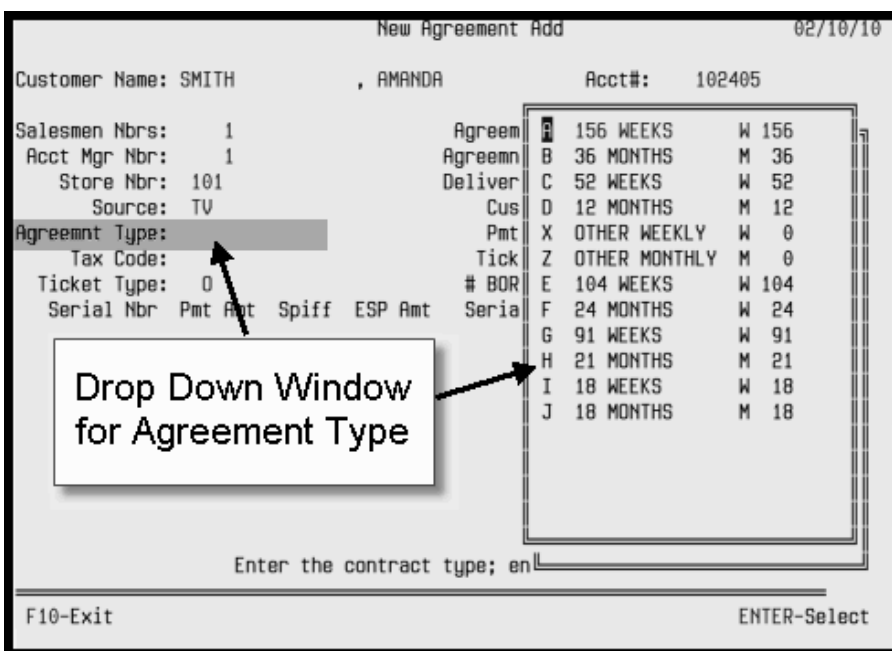 New Agreement Add 02/10/10
Customer Name: SMITH , AMANDA Acct#: 102405
Salesmen Nbrs: 1 Agreem
Acct Mgr Nbr: 1 Agreemn
Store Nbr: 101 Deliver
Source: TV Cus
Agreemnt Type: Pmt
Tax Code: Tick
Ticket Type: O # BOR
Serial Nbr Pmt Amt Spiff ESP Amt Seria
A 156 WEEKS W 156
B 36 MONTHS M 36
C 52 WEEKS W 52
D 12 MONTHS M 12
X OTHER WEEKLY W 0
Z OTHER MONTHLY M 0
E 104 WEEKS W 104
F 24 MONTHS M 24
G 91 WEEKS W 91
H 21 MONTHS M 21
I 18 WEEKS W 18
J 18 MONTHS M 18
Drop Down Window
for Agreement Type
Enter the contract type; en
F10-Exit ENTER-Select